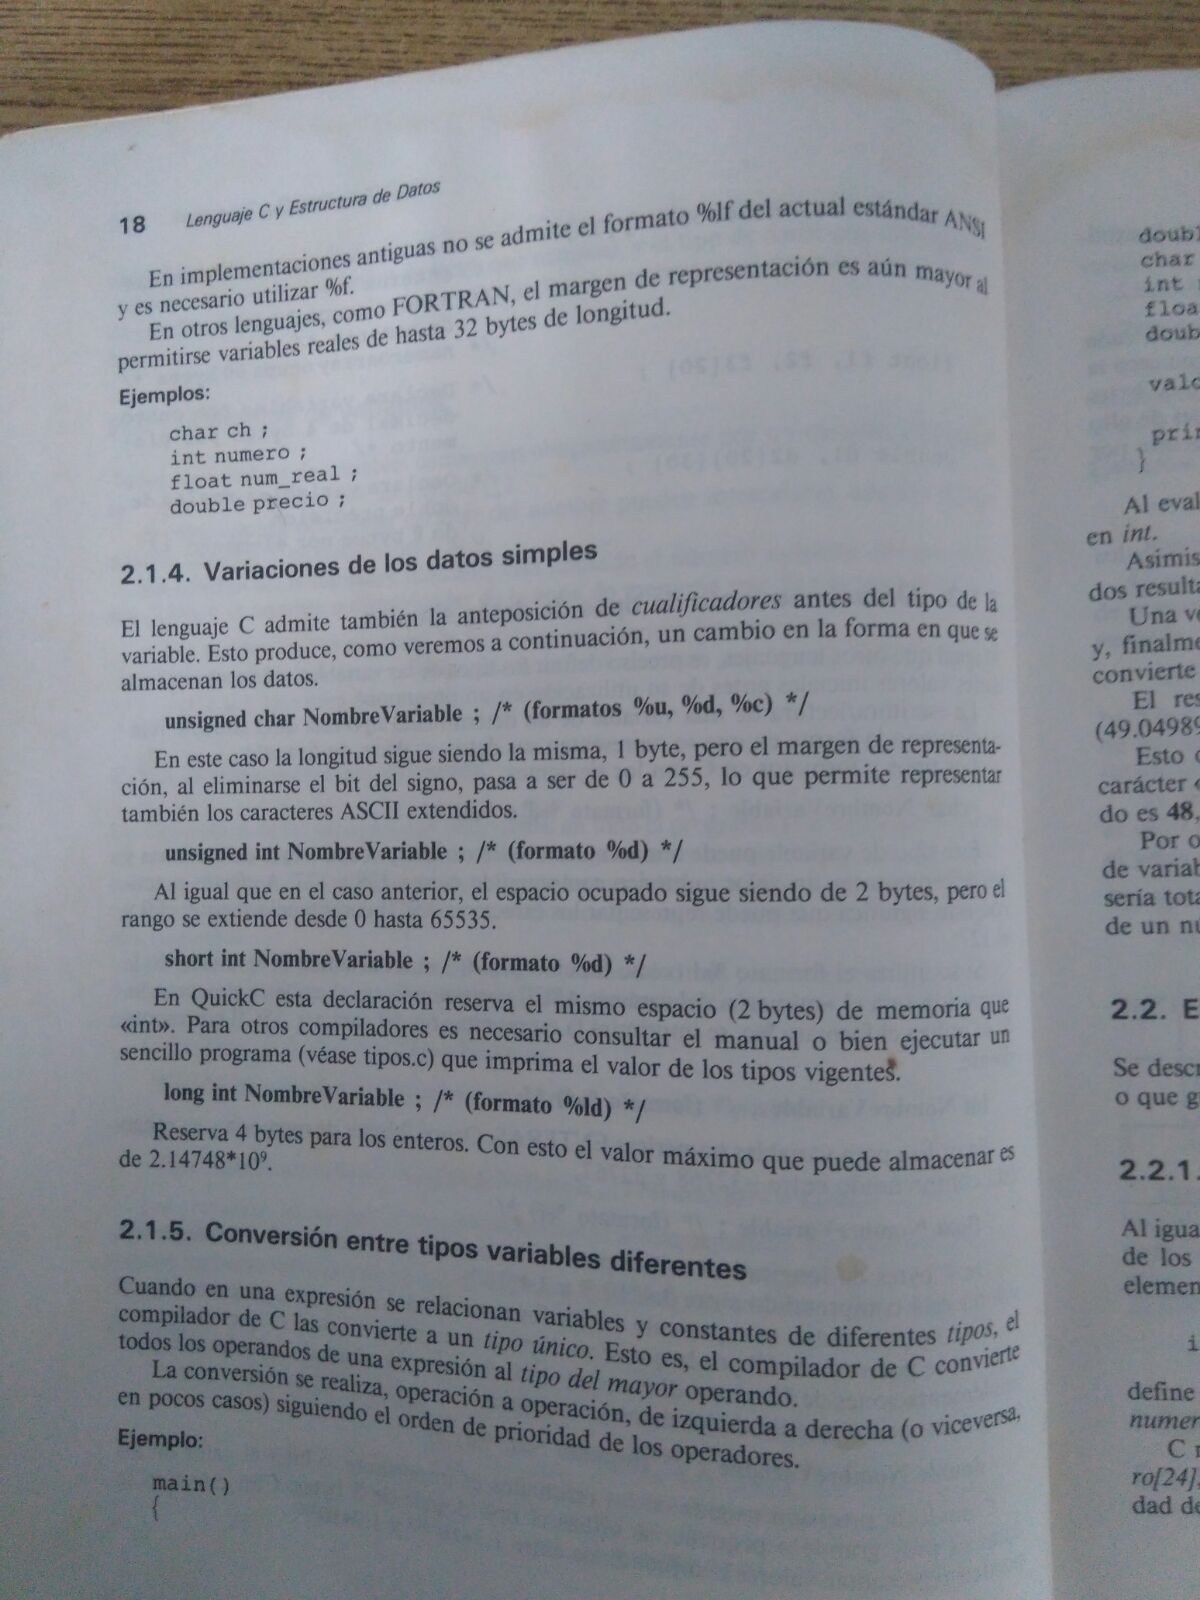 18 Lenguaje C y Estructura de Datos
En implementaciones antiguas no se admite el formato %lf del actual estándar ANSI
y es necesario utilizar %f.
En otros lenguajes, como FORTRAN, el margen de representación es aún mayor al
permitirse variables reales de hasta 32 bytes de longitud.
Ejemplos:
char ch ;
int numero ;
float num_real ;
double precio ;
2.1.4. Variaciones de los datos simples
El lenguaje C admite también la anteposición de cualificadores antes del tipo de la
variable. Esto produce, como veremos a continuación, un cambio en la forma en que se
almacenan los datos.
unsigned char NombreVariable ; /* (formatos %u, %d, %c) */
En este caso la longitud sigue siendo la misma, 1 byte, pero el margen de representa-
ción, al eliminarse el bit del signo, pasa a ser de 0 a 255, lo que permite representar
también los caracteres ASCII extendidos.
unsigned int NombreVariable ; /* (formato %d) */
Al igual que en el caso anterior, el espacio ocupado sigue siendo de 2 bytes, pero el
rango se extiende desde 0 hasta 65535.
short int NombreVariable ; /* (formato %d) */
En QuickC esta declaración reserva el mismo espacio (2 bytes) de memoria que
«int». Para otros compiladores es necesario consultar el manual o bien ejecutar un
sencillo programa (véase tipos.c) que imprima el valor de los tipos vigentes.
long int NombreVariable ; /* (formato %ld) */
Reserva 4 bytes para los enteros. Con esto el valor máximo que puede almacenar es
de 2.14748*10⁹.
2.1.5. Conversión entre tipos variables diferentes
Cuando en una expresión se relacionan variables y constantes de diferentes tipos, el
compilador de C las convierte a un tipo único. Esto es, el compilador de C convierte
todos los operandos de una expresión al tipo del mayor operando.
La conversión se realiza, operación a operación, de izquierda a derecha (o viceversa,
en pocos casos) siguiendo el orden de prioridad de los operadores.
Ejemplo:
main()
{
doubl
char
int
floa
doub
valo
prin
}
Al eval
en int.
Asimis
dos resulta
Una ve
y, finalme
convierte
El res
(49.04989
Esto
carácter
do es 48,
Por o
de variab
sería tota
de un nu
2.2. E
Se descr
o que g
2.2.1.
Al igua
de los
elemen
i
define
numer
C
ro[24],
dad de